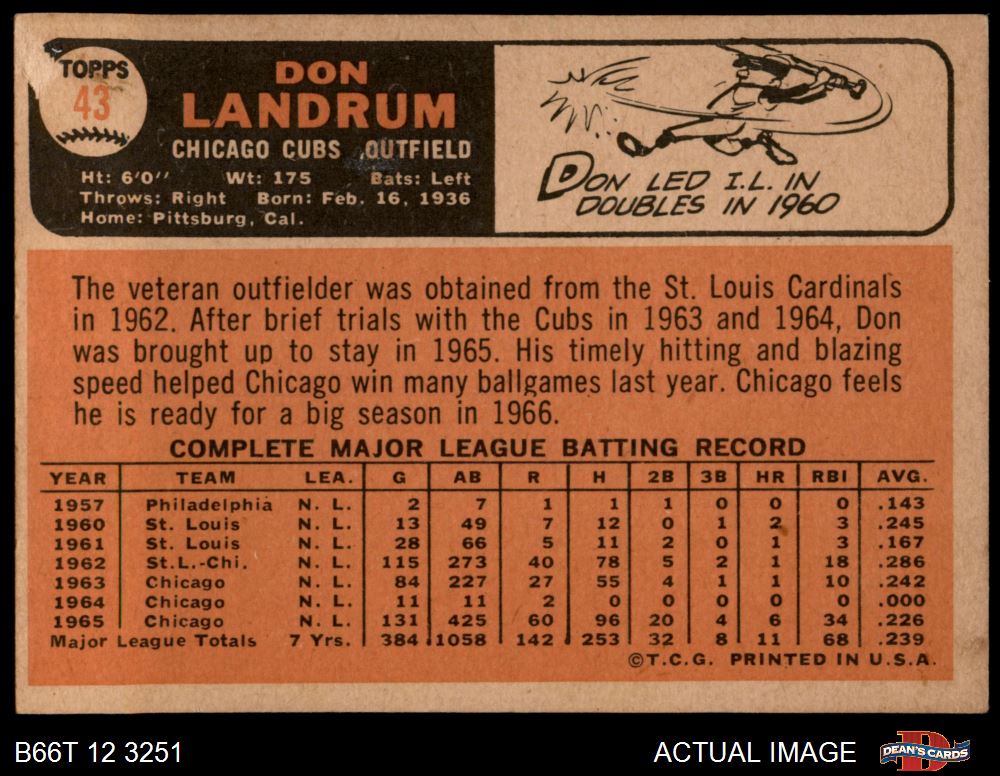 TOPPS
43
DON
LANDRUM
CHICAGO CUBS OUTFIELD
Ht: 6'0" Wt: 175 Bats: Left
Throws: Right Born: Feb. 16, 1936
Home: Pittsburg, Cal.
DON LED I.L. IN
DOUBLES IN 1960
The veteran outfielder was obtained from the St. Louis Cardinals
in 1962. After brief trials with the Cubs in 1963 and 1964, Don
was brought up to stay in 1965. His timely hitting and blazing
speed helped Chicago win many ballgames last year. Chicago feels
he is ready for a big season in 1966.
COMPLETE MAJOR LEAGUE BATTING RECORD
YEAR TEAM LEA. G AB R H 2B 3B HR RBI AVG.
1957 Philadelphia N. L. 2 7 1 1 1 0 0 0 .143
1960 St. Louis N. L. 13 49 7 12 0 1 2 3 .245
1961 St. Louis N. L. 28 66 5 11 2 0 1 3 .167
1962 St.L.-Chi. N. L. 115 273 40 78 5 2 1 18 .286
1963 Chicago N. L. 84 227 27 55 4 1 1 10 .242
1964 Chicago N. L. 11 11 2 0 0 0 0 0 .000
1965 Chicago N. L. 131 425 60 96 20 4 6 34 .226
Major League Totals 7 Yrs. 384 1058 142 253 32 8 11 68 .239
©T.C.G. PRINTED IN U.S.A.
B66T 12 3251 ACTUAL IMAGE DEAN'S CARDS